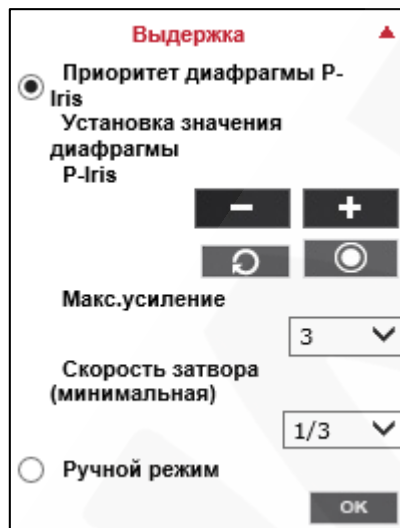 Выдержка
Приоритет диафрагмы P-
Iris
Установка значения
диафрагмы
P-Iris
Макс.усиление
3
Скорость затвора
(минимальная)
1/3
Ручной режим
OK